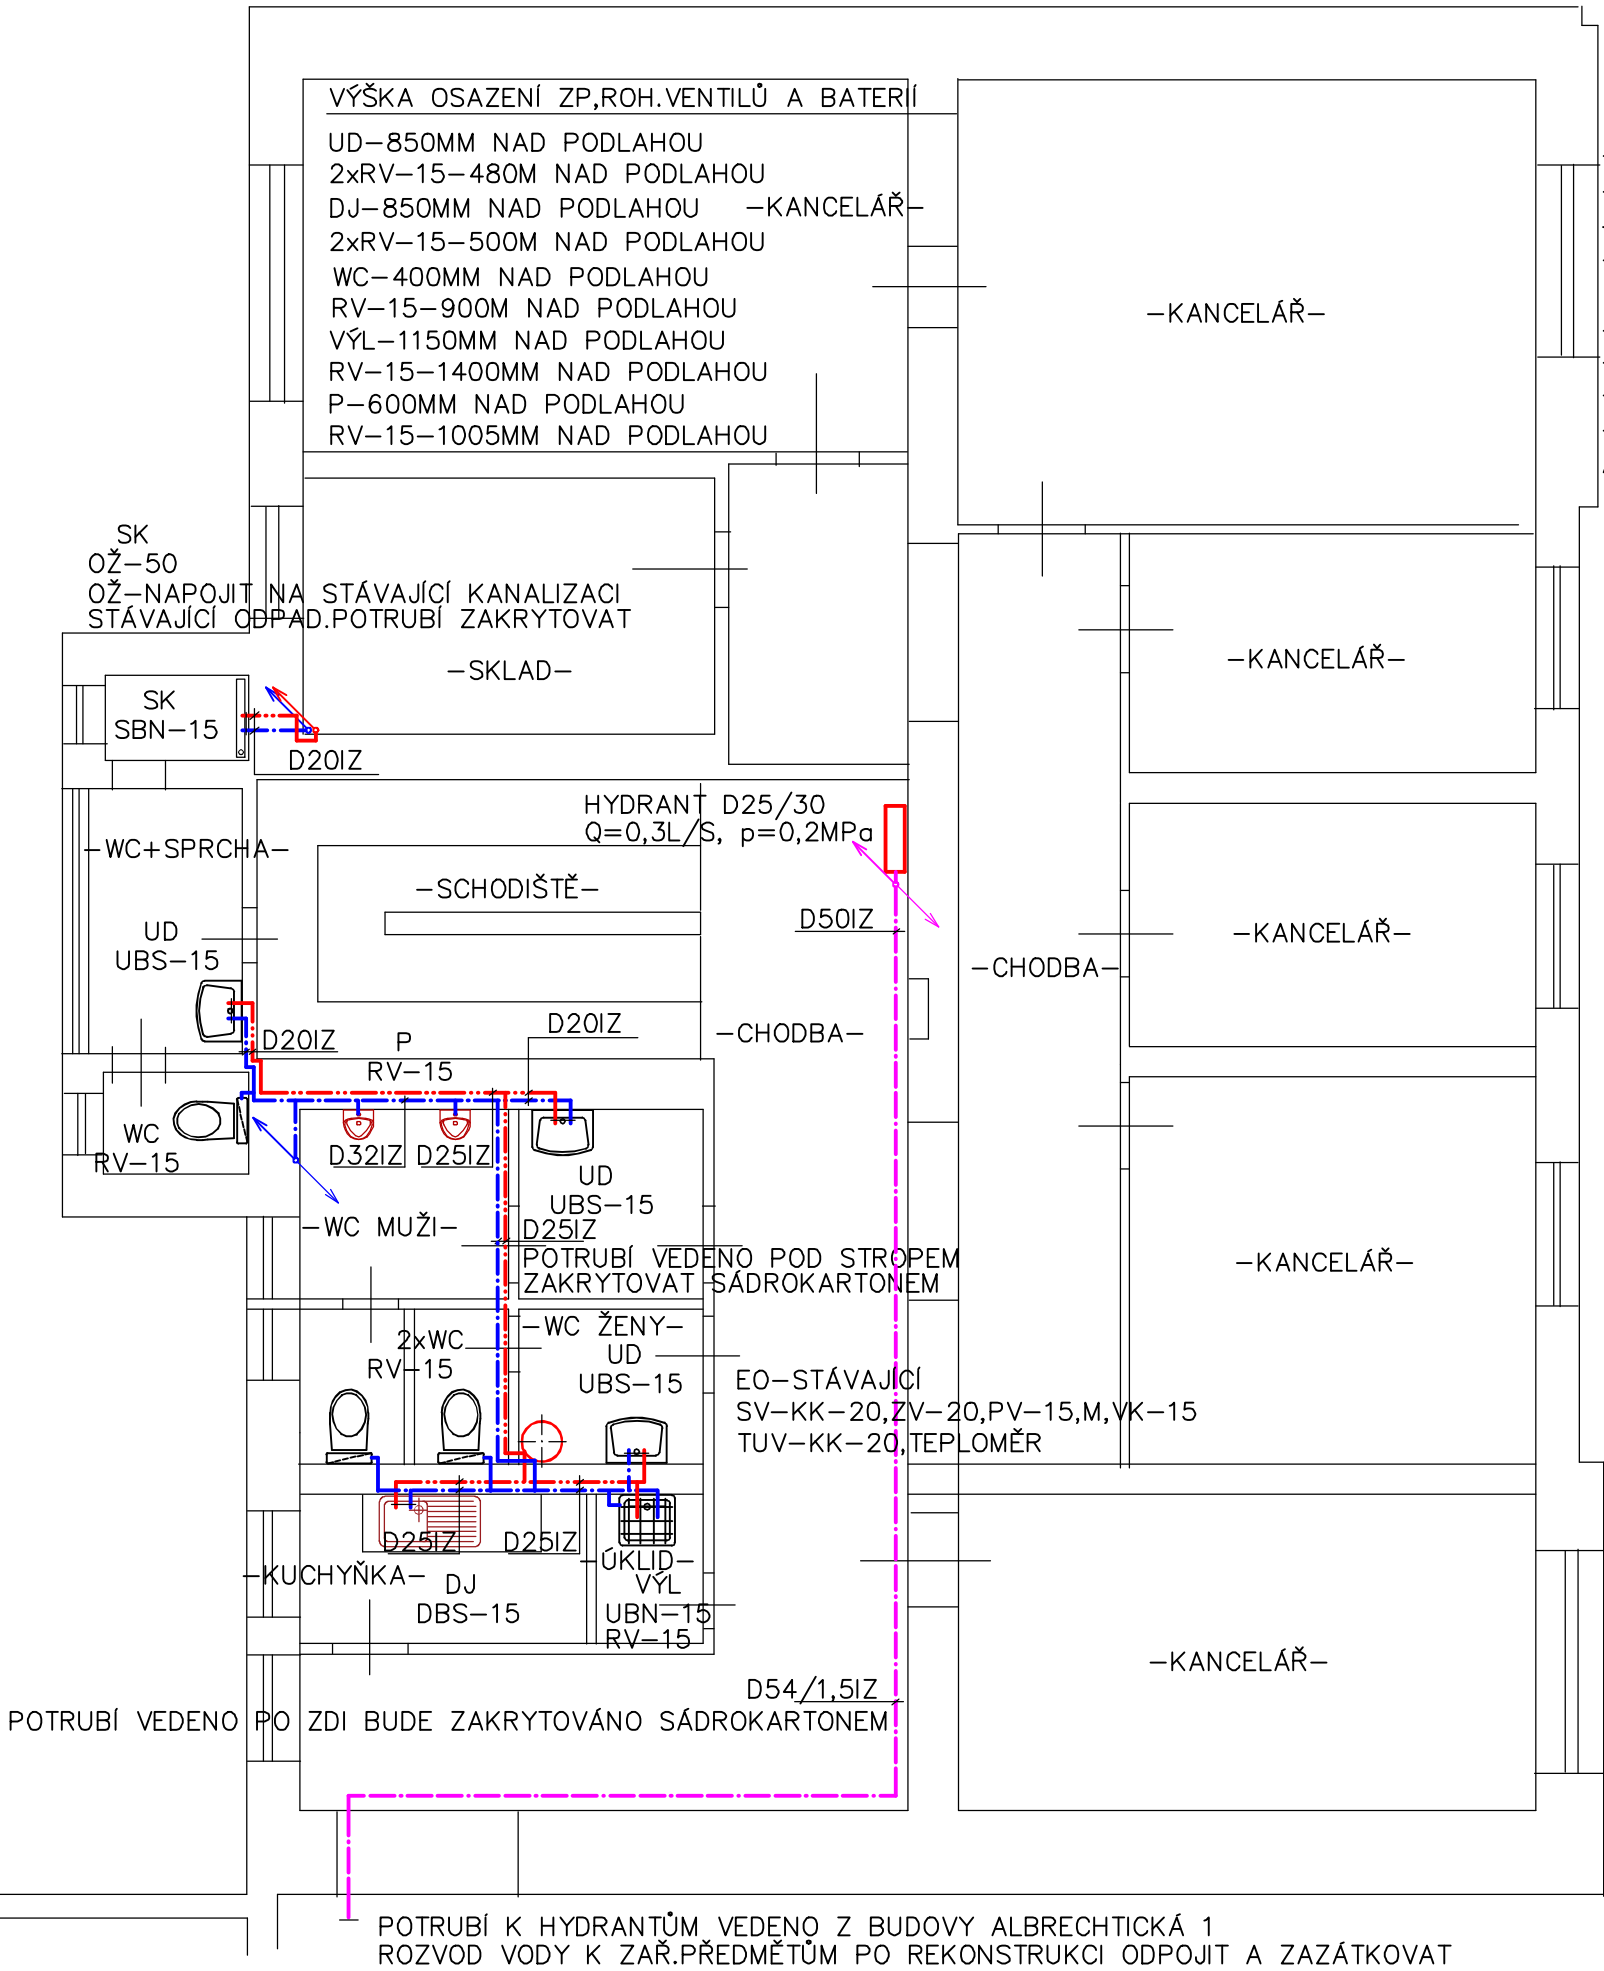 VÝŠKA OSAZENÍ ZP,ROH.VENTILŮ A BATERIÍ
UD-850MM NAD PODLAHOU
2xRV-15-480M NAD PODLAHOU
DJ-850MM NAD PODLAHOU
-KANCELÁŘ-
2xRV-15-500M NAD PODLAHOU
WC-400MM NAD PODLAHOU
RV-15-900M NAD PODLAHOU
VÝL-1150MM NAD PODLAHOU
RV-15-1400MM NAD PODLAHOU
P-600MM NAD PODLAHOU
RV-15-1005MM NAD PODLAHOU
-KANCELÁŘ-
SK
OŽ-50
OŽ-NAPOJIT NA STÁVAJÍCÍ KANALIZACI
STÁVAJÍCÍ ODPAD.POTRUBÍ ZAKRYTOVAT
-SKLAD-
-KANCELÁŘ-
SK
SBN-15
D20IZ
HYDRANT D25/30
Q=0,3L/S, p=0,2MPa
-WC+SPRCHA-
-SCHODIŠTĚ-
D50IZ
UD
UBS-15
-KANCELÁŘ-
-CHODBA-
D20IZ
P
RV-15
D20IZ
-CHODBA-
WC
RV-15
D32IZ
D25IZ
UD
UBS-15
-WC MUŽI-
D25IZ
POTRUBÍ VEDENO POD STROPEM
ZAKRYTOVAT SÁDROKARTONEM
-KANCELÁŘ-
2xWC
RV-15
-WC ŽENY-
UD
UBS-15
EO-STÁVAJÍCÍ
SV-KK-20,ZV-20,PV-15,M,VK-15
TUV-KK-20,TEPLOMĚR
D25IZ
D25IZ
-KUCHYŇKA-
DJ
DBS-15
-ÚKLID-
VÝL
UBN-15
RV-15
-KANCELÁŘ-
D54/1,5IZ
POTRUBÍ VEDENO PO ZDI BUDE ZAKRYTOVÁNO SÁDROKARTONEM
POTRUBÍ K HYDRANTŮM VEDENO Z BUDOVY ALBRECHTICKÁ 1
ROZVOD VODY K ZAŘ.PŘEDMĚTŮM PO REKONSTRUKCI ODPOJIT A ZAZÁTKOVAT